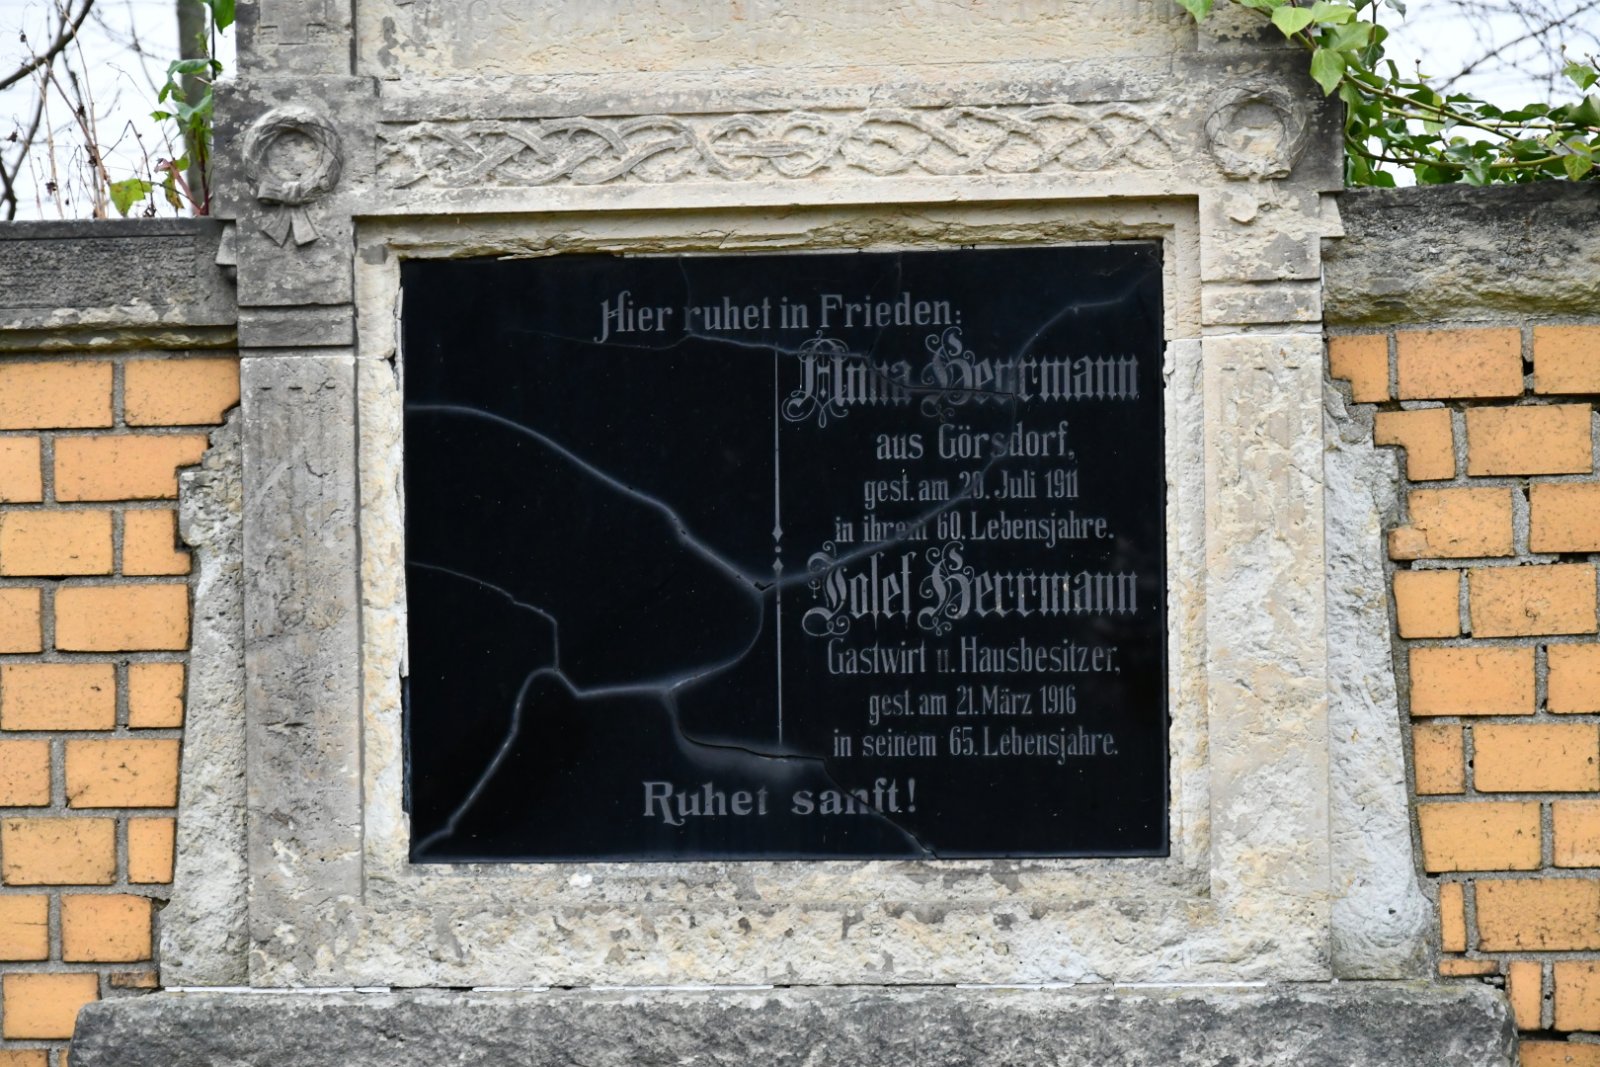 Hier ruhet in Frieden:
Anna Herrmann
aus Görsdorf,
gest. am 20. Juli 1911
in ihrem 60. Lebensjahre.
Josef Herrmann
Gastwirt u. Hausbesitzer,
gest. am 21. März 1916
in seinem 65. Lebensjahre.
Ruhet sanft!